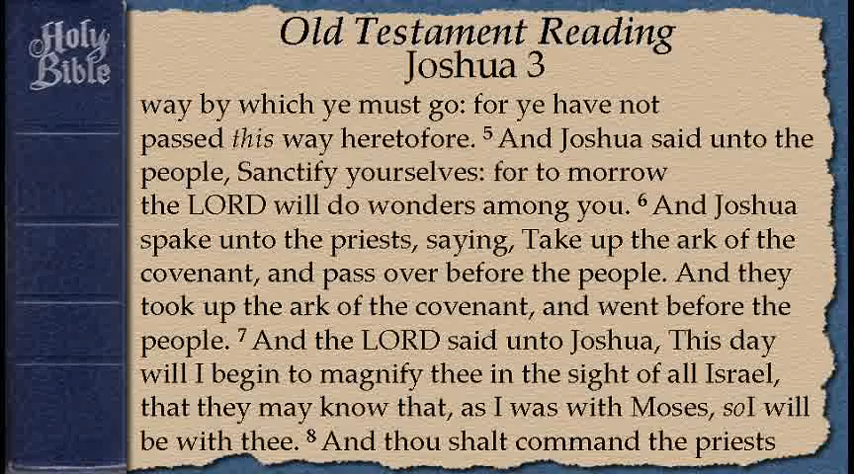 Holy
Bible
Old Testament Reading
Joshua 3
way by which ye must go: for ye have not
passed this way heretofore. ⁵ And Joshua said unto the
people, Sanctify yourselves: for to morrow
the LORD will do wonders among you. ⁶ And Joshua
spake unto the priests, saying, Take up the ark of the
covenant, and pass over before the people. And they
took up the ark of the covenant, and went before the
people. ⁷ And the LORD said unto Joshua, This day
will I begin to magnify thee in the sight of all Israel,
that they may know that, as I was with Moses, soI will
be with thee. ⁸ And thou shalt command the priests